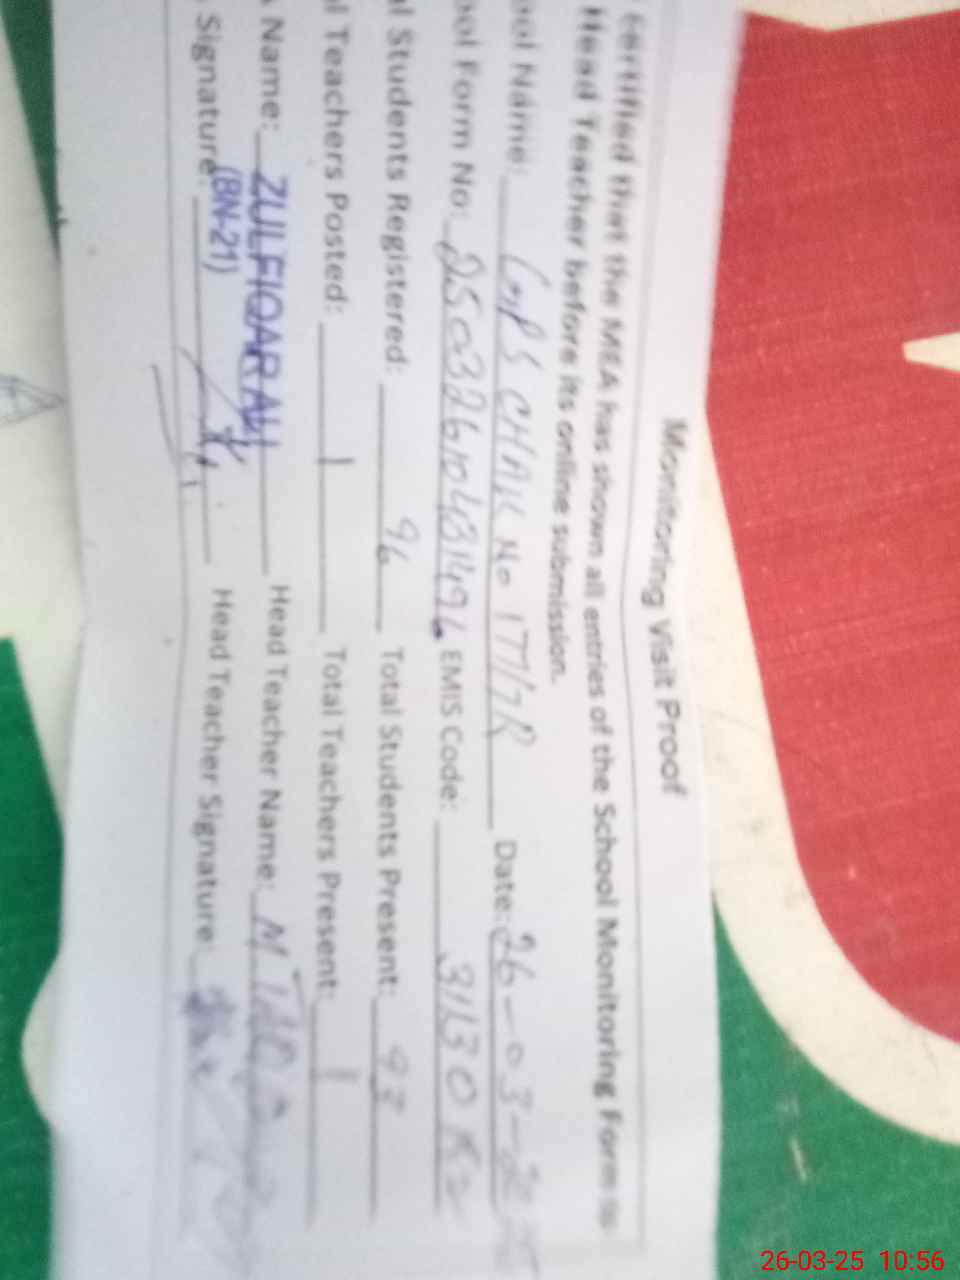 Monitoring Visit Proof
certified that the MEA has shown all entries of the School Monitoring Form to
Head Teacher before its online submission.
ool Name: GPS CHAK No 177/7R Date: 26-03-25
ool Form No: EMIS Code:
al Students Registered: 96 Total Students Present: 93
l Teachers Posted: 1 Total Teachers Present: 1
Name: ZULFIQAR ALI Head Teacher Name: M
(BN-21)
Signature: Head Teacher Signature:
26-03-25 10:56